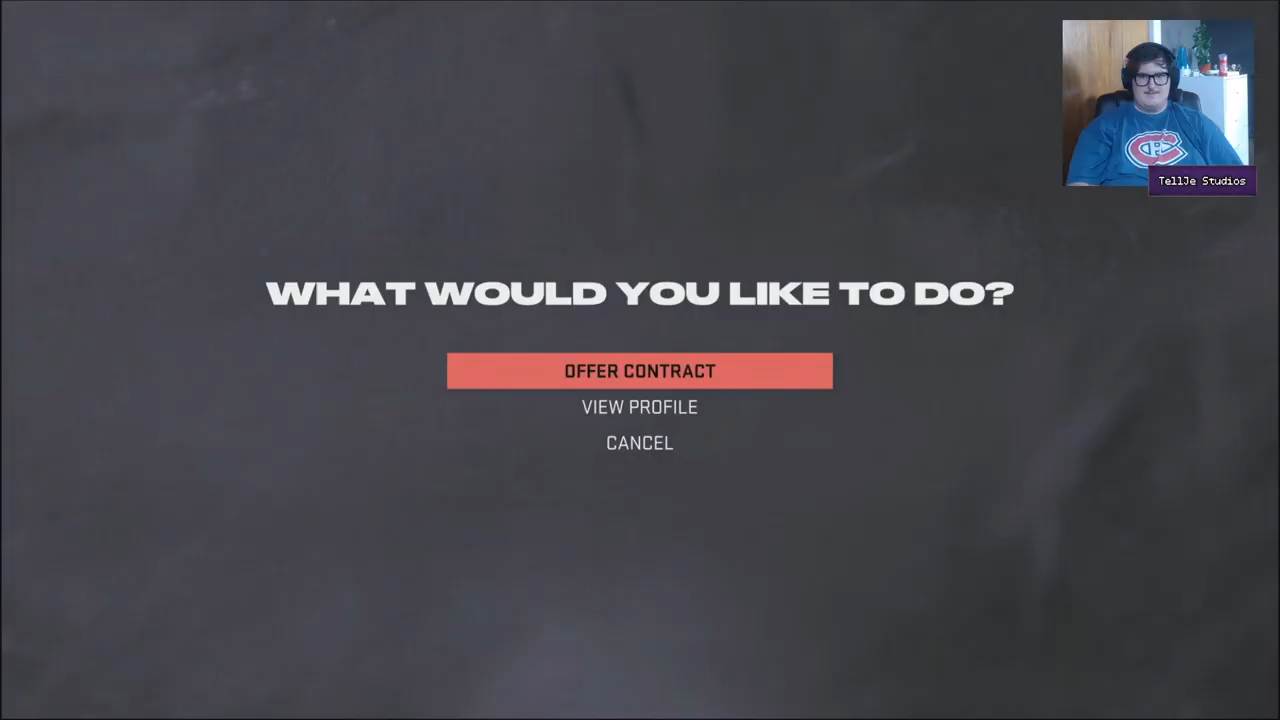 TellJe Studios
WHAT WOULD YOU LIKE TO DO?
OFFER CONTRACT
VIEW PROFILE
CANCEL